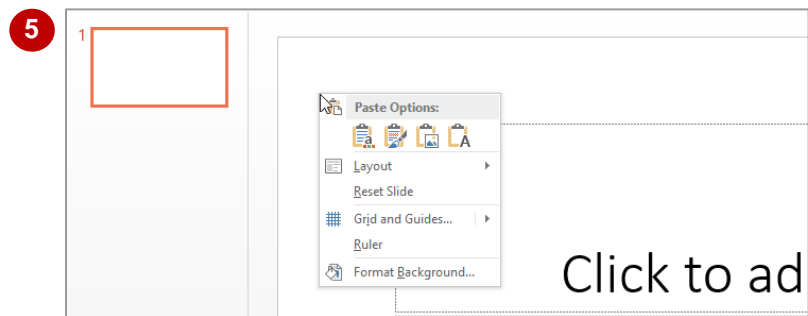 5
1
Paste Options:
Layout
Reset Slide
Grid and Guides...
Ruler
Format Background...
Click to ad